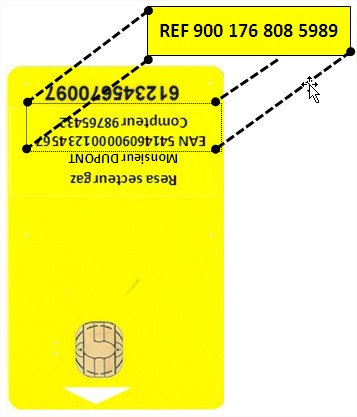 REF 900 176 808 5989
Resa secteur gaz
Monsieur DUPONT
EAN 541460900001234567
Compteur 98765432
612345670097